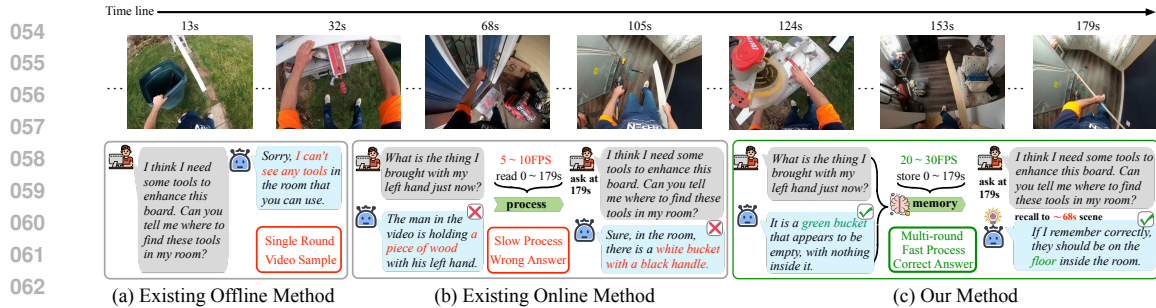 Time line
13s 32s 68s 105s 124s 153s 179s
054
055
056
057
058
059
060
061
062
I think I need
some tools to
enhance this
board. Can you
tell me where to
find these tools
in my room?
Sorry, I can't
see any tools in
the room that
you can use.
Single Round
Video Sample
(a) Existing Offline Method
What is the thing I
brought with my
left hand just now?
The man in the
video is holding a
piece of wood
with his left hand.
5 ~ 10FPS
read 0 ~ 179s
process
Slow Process
Wrong Answer
ask at
179s
I think I need some tools
to enhance this board.
Can you tell me where to
find these tools in my
room?
Sure, in the room,
there is a white bucket
with a black handle.
(b) Existing Online Method
What is the thing I
brought with my
left hand just now?
It is a green bucket
that appears to be
empty, with nothing
inside it.
20 ~ 30FPS
store 0 ~ 179s
memory
Multi-round
Fast Process
Correct Answer
ask at
179s
I think I need some tools to
enhance this board. Can you
tell me where to find these
tools in my room?
recall to ~68s scene
If I remember correctly,
they should be on the
floor inside the room.
(c) Our Method